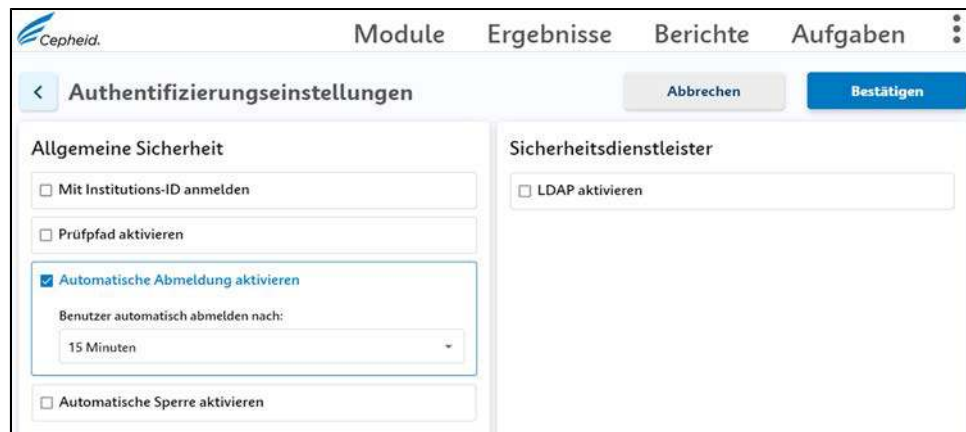 Cepheid.
Module Ergebnisse Berichte Aufgaben
Authentifizierungseinstellungen
Abbrechen
Bestätigen
Allgemeine Sicherheit
Mit Institutions-ID anmelden
Prüfpfad aktivieren
Automatische Abmeldung aktivieren
Benutzer automatisch abmelden nach:
15 Minuten
Automatische Sperre aktivieren
Sicherheitsdienstleister
LDAP aktivieren